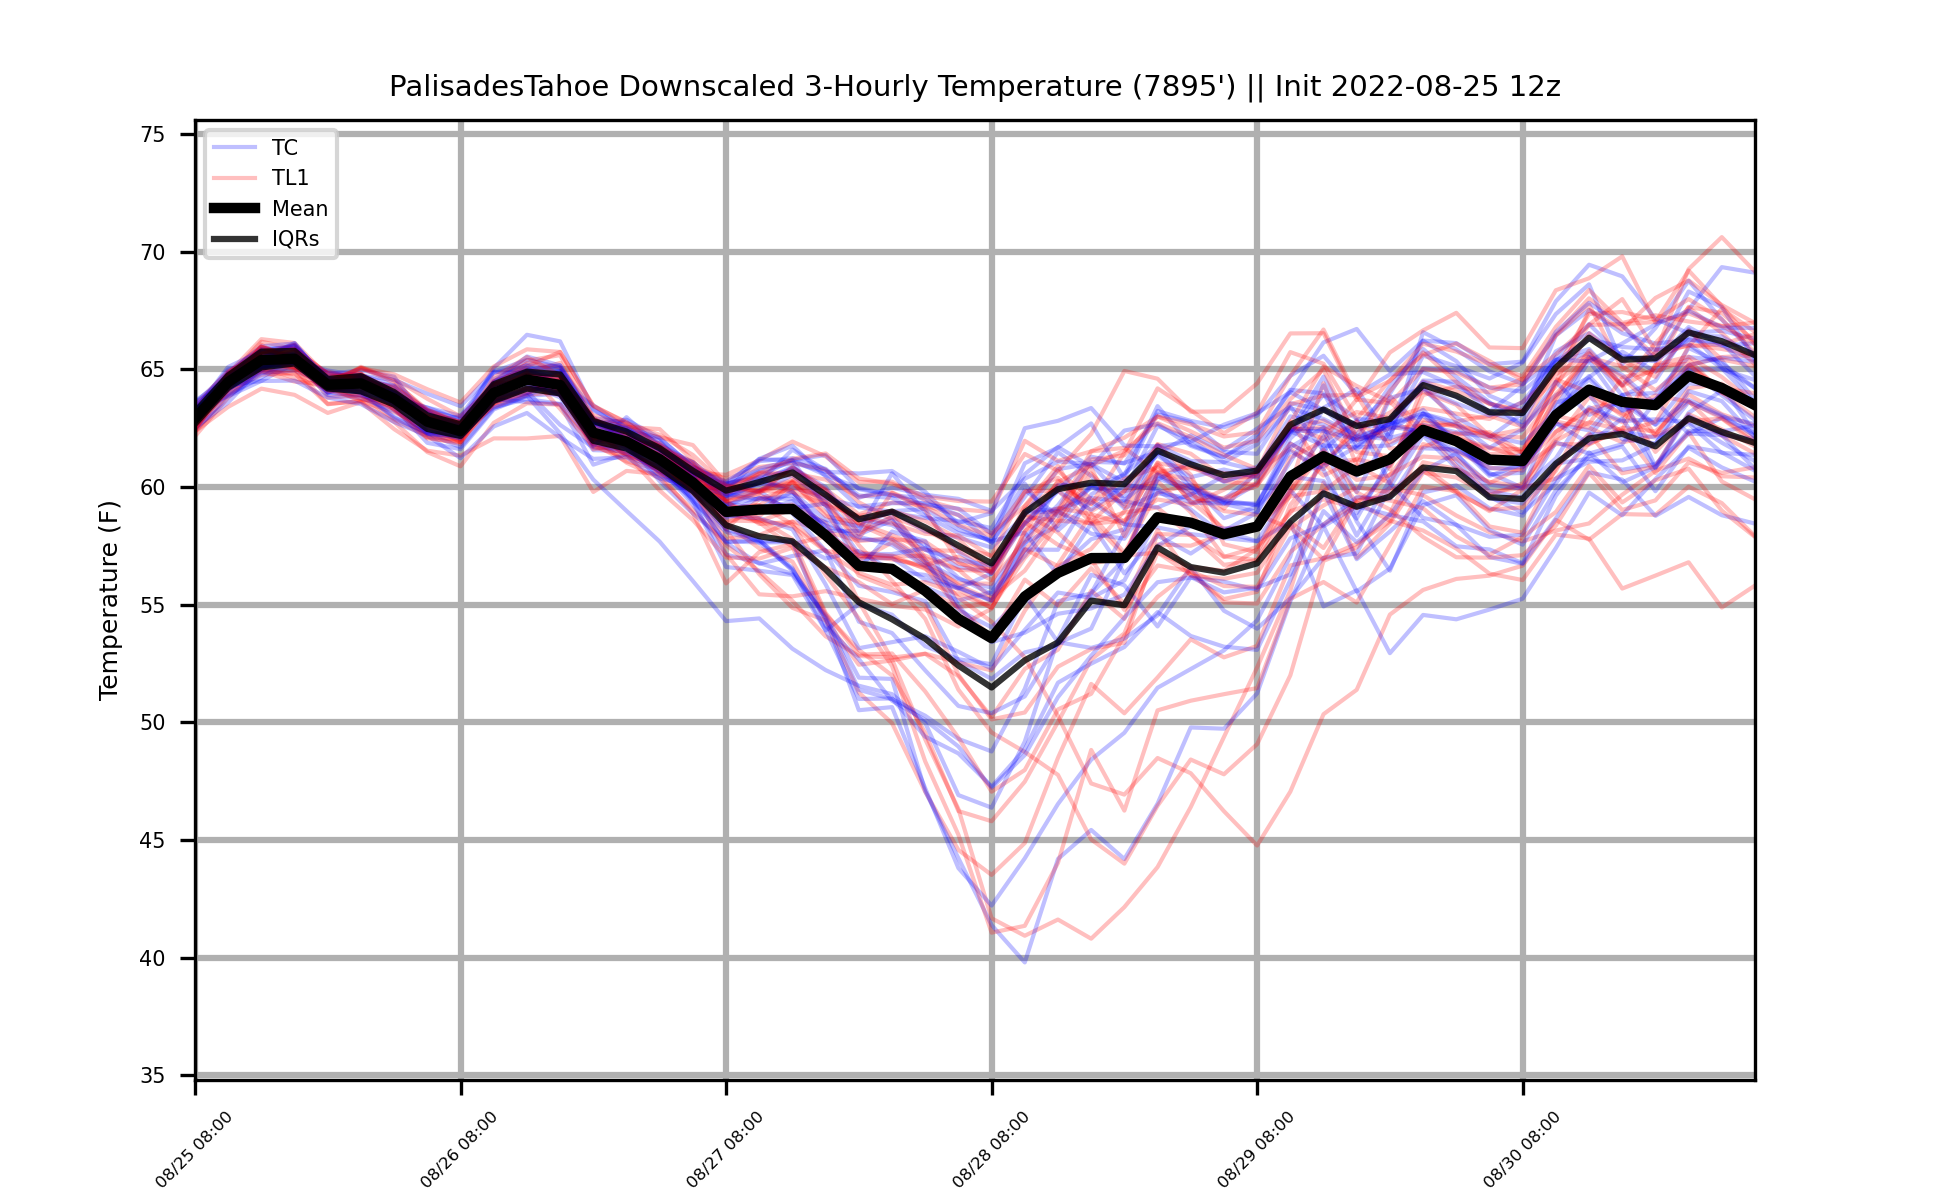 PalisadesTahoe Downscaled 3-Hourly Temperature (7895') || Init 2022-08-25 12z
TC
TL1
Mean
IQRs
Temperature (F)
75
70
65
60
55
50
45
40
35
08/25 08:00
08/26 08:00
08/27 08:00
08/28 08:00
08/29 08:00
08/30 08:00